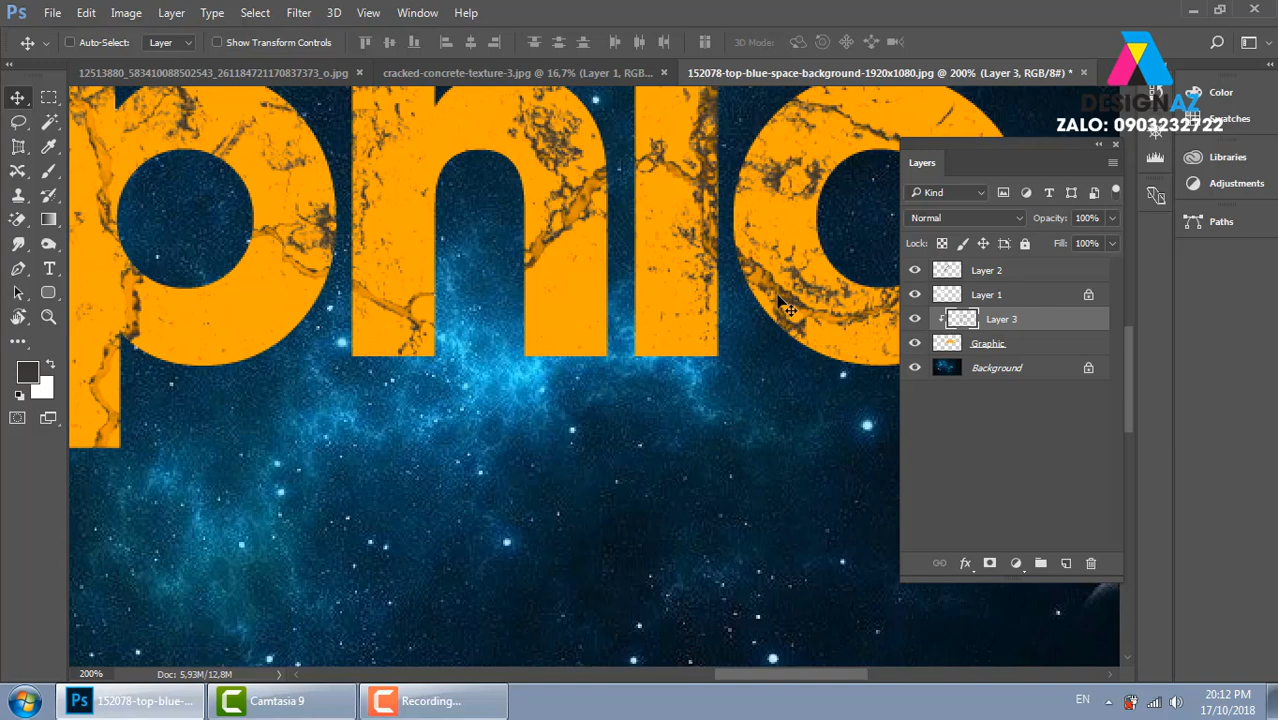 Ps File Edit Image Layer Type Select Filter 3D View Window Help
Auto-Select: Layer Show Transform Controls 3D Mode:
12513880_583410088502543_261184721170837373_o.jpg × cracked-concrete-texture-3.jpg @ 16,7% (Layer 1, RGB... × 152078-top-blue-space-background-1920x1080.jpg @ 200% (Layer 3, RGB/8#) * ×
DESIGNAZ
ZALO: 0903232722
Color
Swatches
Libraries
Adjustments
Paths
Layers
Kind
Normal Opacity: 100%
Lock: Fill: 100%
Layer 2
Layer 1
Layer 3
Graphic
Background
fx
200% Doc: 5,93M/12,8M
Ps 152078-top-blue-... C Camtasia 9 C Recording... EN 20:12 PM
17/10/2018